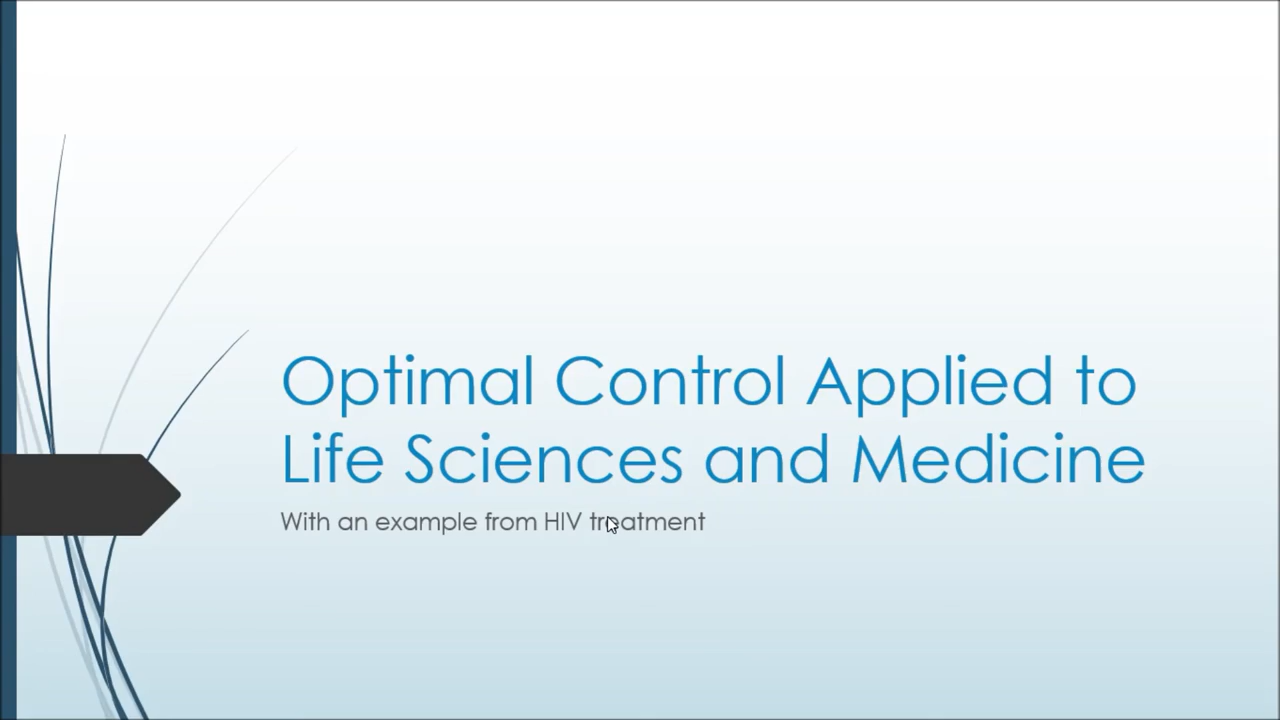 Optimal Control Applied to
Life Sciences and Medicine
With an example from HIV treatment